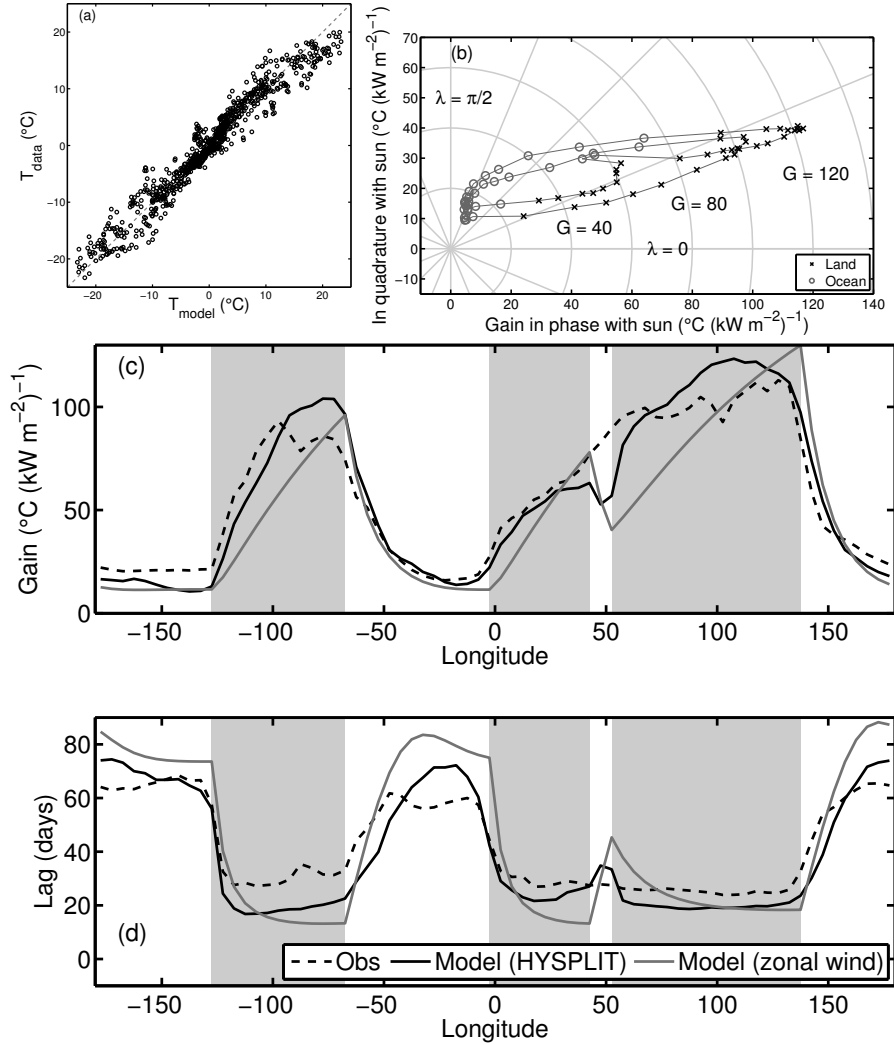 (a)
20
10
0
−10
−20
T_data (°C)
−20 −10 0 10 20
T_model (°C)
(b)
70
60
50
40
30
20
10
0
−10
In quadrature with sun (°C (kW m⁻²)⁻¹)
λ = π/2
G = 120
G = 80
G = 40
λ = 0
× Land
○ Ocean
0 20 40 60 80 100 120 140
Gain in phase with sun (°C (kW m⁻²)⁻¹)
(c)
100
50
0
Gain (°C (kW m⁻²)⁻¹)
−150 −100 −50 0 50 100 150
Longitude
80
60
40
20
0
Lag (days)
(d)
Obs Model (HYSPLIT) Model (zonal wind)
−150 −100 −50 0 50 100 150
Longitude